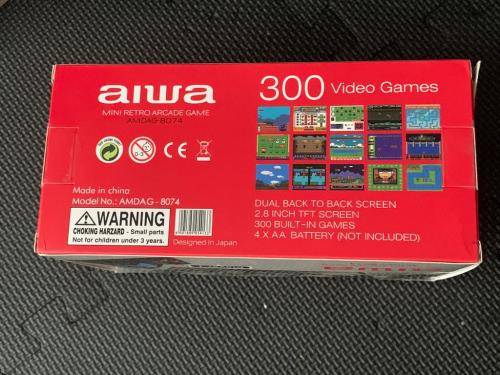 aiwa
MINI RETRO ARCADE GAME
AMDAG-8074
CE
Made in china
Model No.: AMDAG - 8074
WARNING
CHOKING HARZARD - Small parts
Not for children under 3 years.
Designed in Japan
300 Video Games
DUAL BACK TO BACK SCREEN
2.8 INCH TFT SCREEN
300 BUILT-IN GAMES
4 X AA BATTERY (NOT INCLUDED)